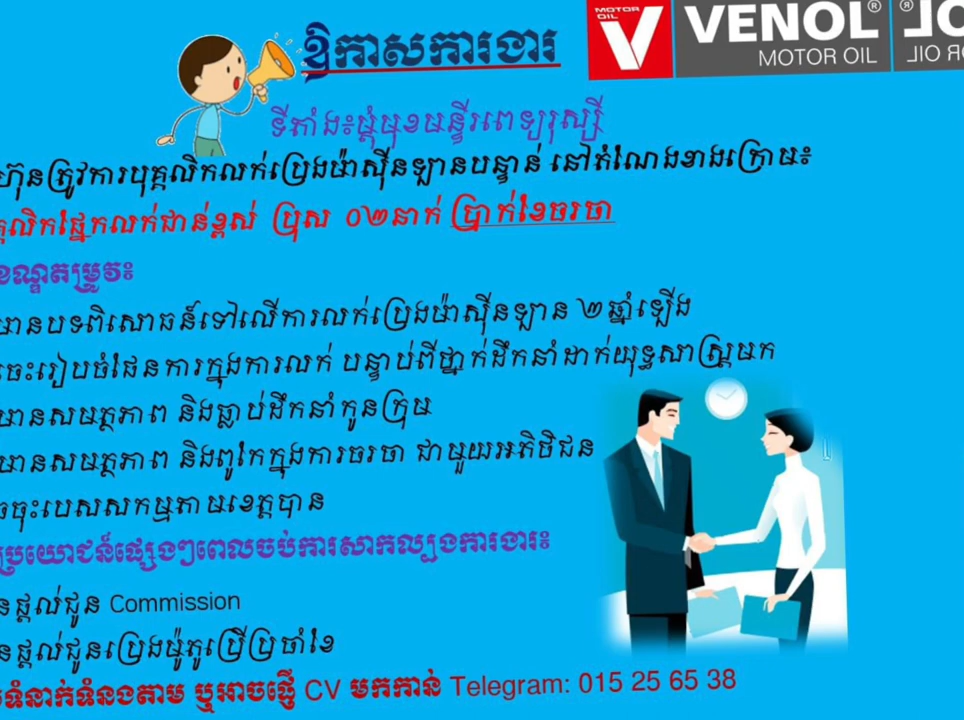 ឱកាសការងារ
MOTOR OIL
VENOL®
MOTOR OIL
ទីតាំង៖ម្ដុំមុខមន្ទីរពេទ្យរុស្ស៊ី
ហ៊ុនត្រូវការបុគ្គលិកលក់ប្រេងម៉ាស៊ីនឡានបន្ទាន់ នៅតំណែងខាងក្រោម៖
គ្គលិកផ្នែកលក់ជាន់ខ្ពស់ ប្រុស ០២នាក់ ប្រាក់ខែចរចា
ខណ្ឌតម្រូវ៖
មានបទពិសោធន៍ទៅលើការលក់ប្រេងម៉ាស៊ីនឡាន ២ឆ្នាំឡើង
ចេះរៀបចំផែនការក្នុងការលក់ បន្ទាប់ពីថ្នាក់ដឹកនាំដាក់យុទ្ធសាស្ត្រមក
មានសមត្ថភាព និងធ្លាប់ដឹកនាំកូនក្រុម
មានសមត្ថភាព និងពូកែក្នុងការចរចា ជាមួយអតិថិជន
ចុះបេសសកម្មតាមខេត្តបាន
ប្រយោជន៍ផ្សេងៗពេលចប់ការសាកល្បងការងារ៖
នផ្ដល់ជូន Commission
នផ្ដល់ជូនប្រេងម៉ូតូប្រើប្រចាំខែ
ទំនាក់ទំនងតាម ឬអាចផ្ញើ CV មកកាន់ Telegram: 015 25 65 38